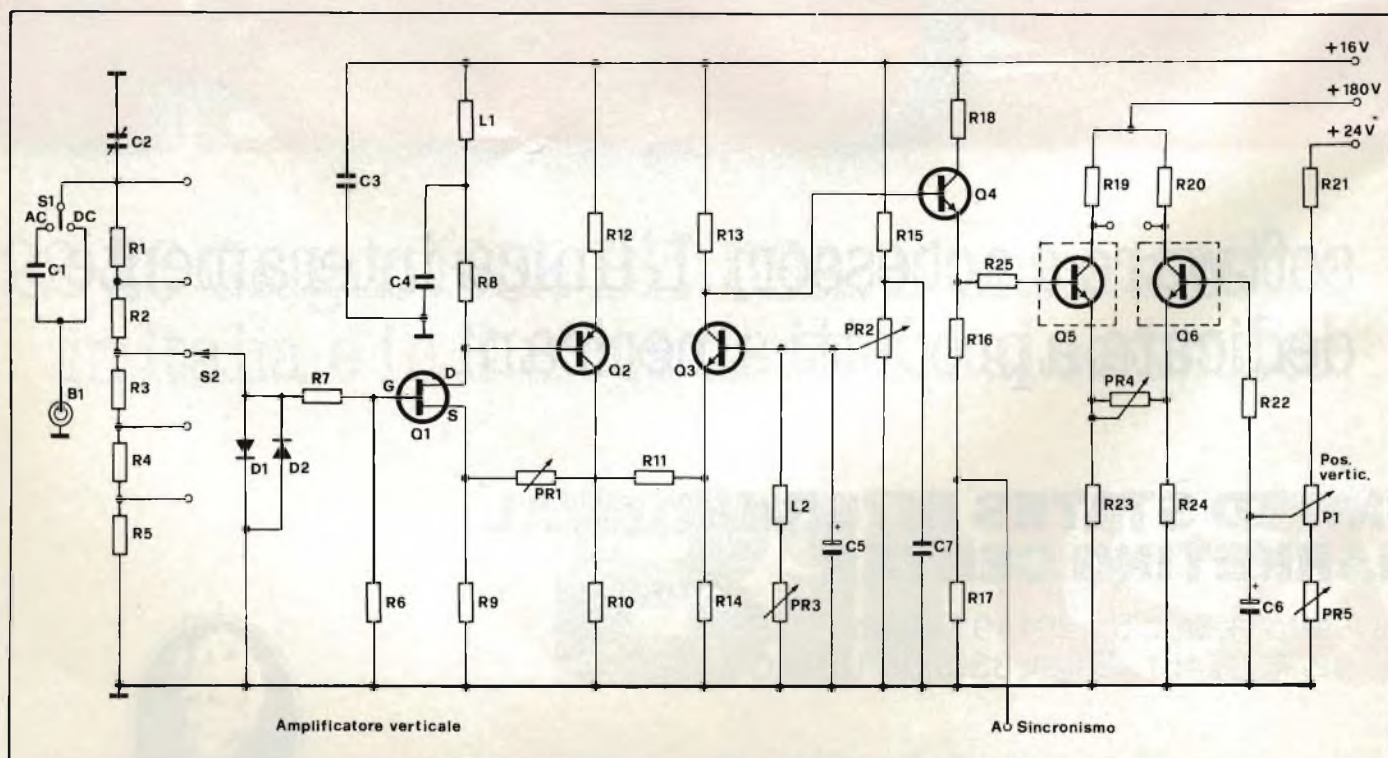 +16V
+180V
+24V*
C2
S1
AC
DC
C1
B1
R1
R2
R3
R4
R5
S2
D1
D2
R7
R6
G
D
S
Q1
C3
C4
L1
R8
R9
PR1
R12
Q2
R10
R11
R13
Q3
R14
L2
PR3
C5
PR2
R15
C7
R18
Q4
R25
R16
R17
R19
R20
Q5
Q6
PR4
R23
R24
R21
R22
Pos.
vertic.
P1
C6
PR5
Amplificatore verticale
A Sincronismo